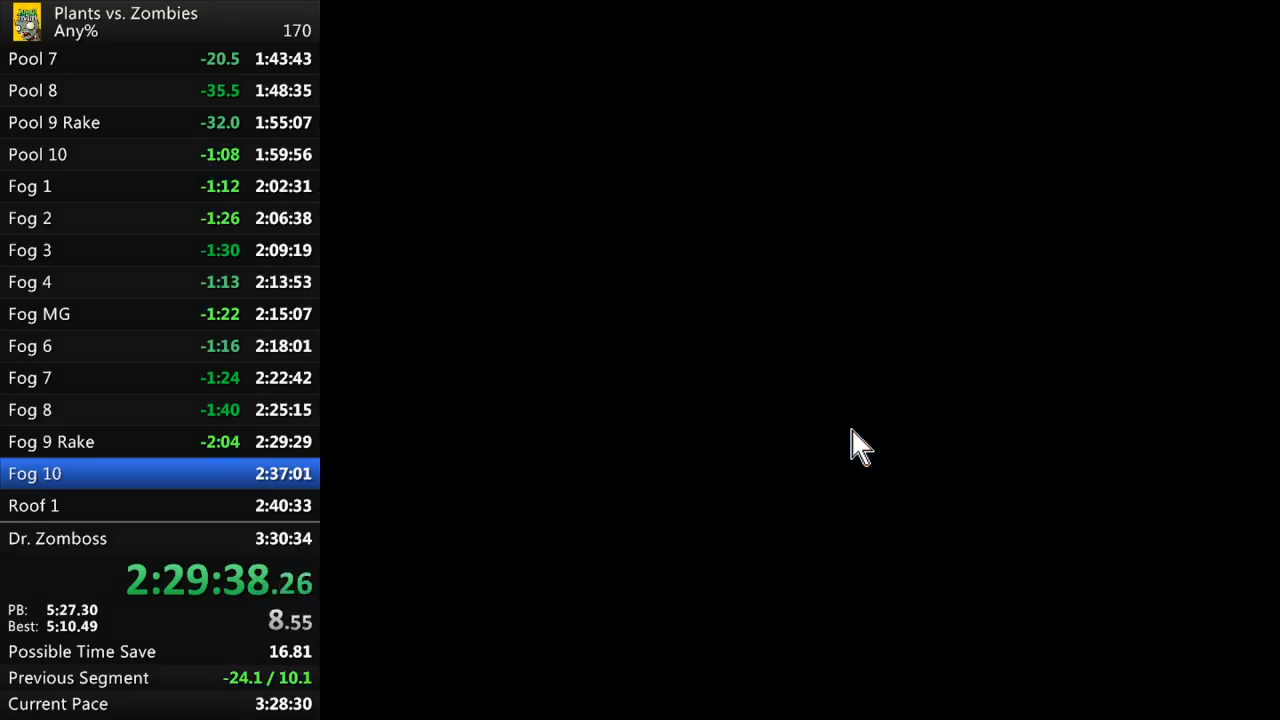 Plants vs. Zombies
Any% 170
Pool 7 -20.5 1:43:43
Pool 8 -35.5 1:48:35
Pool 9 Rake -32.0 1:55:07
Pool 10 -1:08 1:59:56
Fog 1 -1:12 2:02:31
Fog 2 -1:26 2:06:38
Fog 3 -1:30 2:09:19
Fog 4 -1:13 2:13:53
Fog MG -1:22 2:15:07
Fog 6 -1:16 2:18:01
Fog 7 -1:24 2:22:42
Fog 8 -1:40 2:25:15
Fog 9 Rake -2:04 2:29:29
Fog 10 2:37:01
Roof 1 2:40:33
Dr. Zomboss 3:30:34
2:29:38.26
PB: 5:27.30
8.55
Best: 5:10.49
Possible Time Save 16.81
Previous Segment -24.1 / 10.1
Current Pace 3:28:30